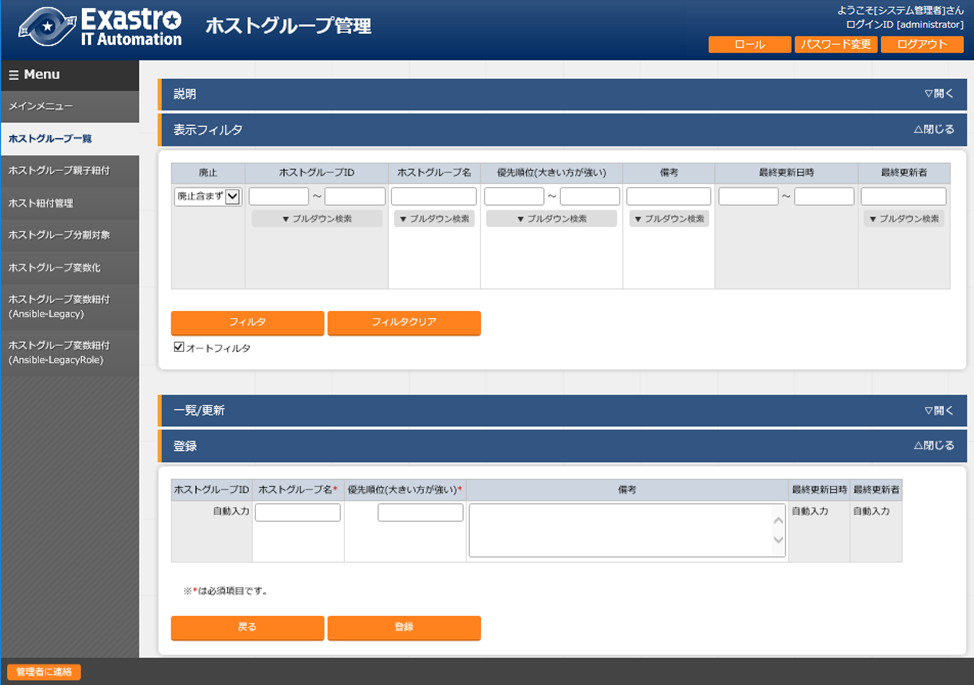 Exastro
IT Automation
ホストグループ管理
ようこそ[システム管理者]さん
ログインID [administrator]
ロール
パスワード変更
ログアウト
☰ Menu
メインメニュー
ホストグループ一覧
ホストグループ親子紐付
ホスト紐付管理
ホストグループ分割対象
ホストグループ変数化
ホストグループ変数紐付
(Ansible-Legacy)
ホストグループ変数紐付
(Ansible-LegacyRole)
説明
▽開く
表示フィルタ
△閉じる
廃止 ホストグループID ホストグループ名 優先順位(大きい方が強い) 備考 最終更新日時 最終更新者
廃止含まず ～ ～ ～
▼ プルダウン検索 ▼ プルダウン検索 ▼ プルダウン検索 ▼ プルダウン検索 ▼ プルダウン検索
フィルタ
フィルタクリア
オートフィルタ
一覧/更新
▽開く
登録
△閉じる
ホストグループID ホストグループ名* 優先順位(大きい方が強い)* 備考 最終更新日時 最終更新者
自動入力 自動入力 自動入力
※*は必須項目です。
戻る
登録
管理者に連絡